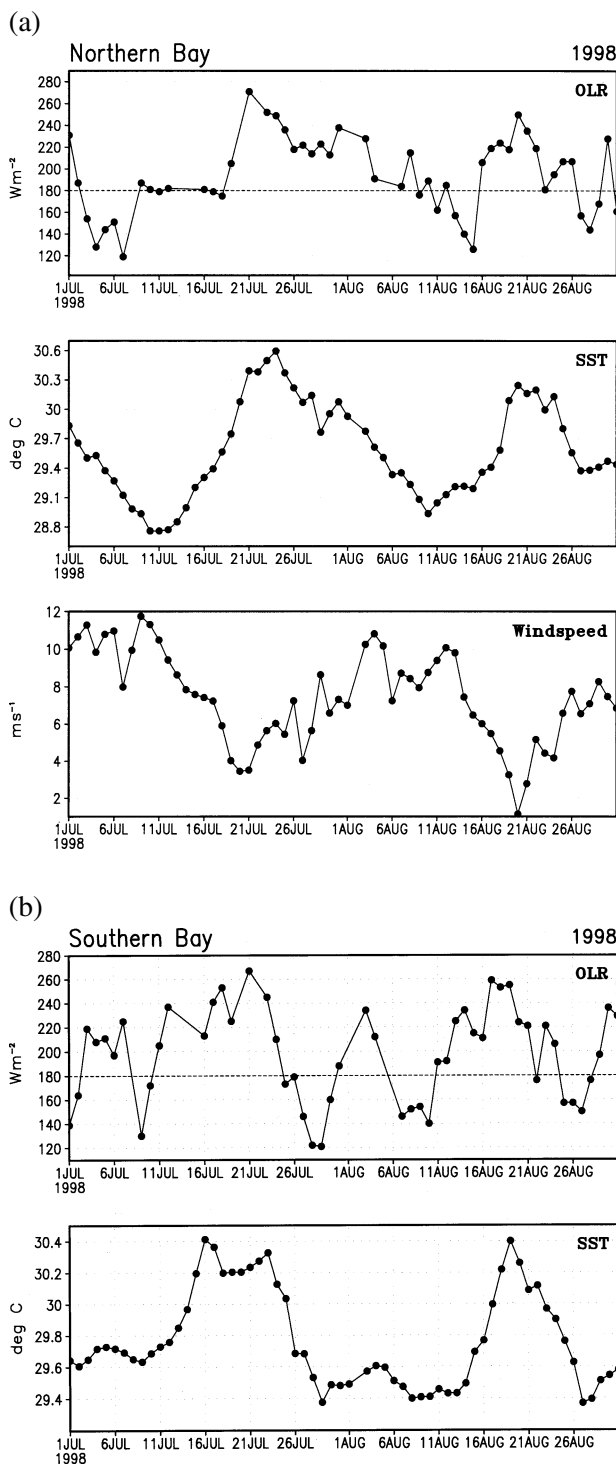 (a)
Northern Bay 1998
OLR
Wm⁻²
280
260
240
220
200
180
160
140
120
1JUL 6JUL 11JUL 16JUL 21JUL 26JUL 1AUG 6AUG 11AUG 16AUG 21AUG 26AUG
1998
SST
deg C
30.6
30.3
30
29.7
29.4
29.1
28.8
1JUL 6JUL 11JUL 16JUL 21JUL 26JUL 1AUG 6AUG 11AUG 16AUG 21AUG 26AUG
1998
Windspeed
ms⁻¹
12
10
8
6
4
2
1JUL 6JUL 11JUL 16JUL 21JUL 26JUL 1AUG 6AUG 11AUG 16AUG 21AUG 26AUG
1998
(b)
Southern Bay 1998
OLR
Wm⁻²
280
260
240
220
200
180
160
140
120
1JUL 6JUL 11JUL 16JUL 21JUL 26JUL 1AUG 6AUG 11AUG 16AUG 21AUG 26AUG
1998
SST
deg C
30.4
30.2
30
29.8
29.6
29.4
1JUL 6JUL 11JUL 16JUL 21JUL 26JUL 1AUG 6AUG 11AUG 16AUG 21AUG 26AUG
1998